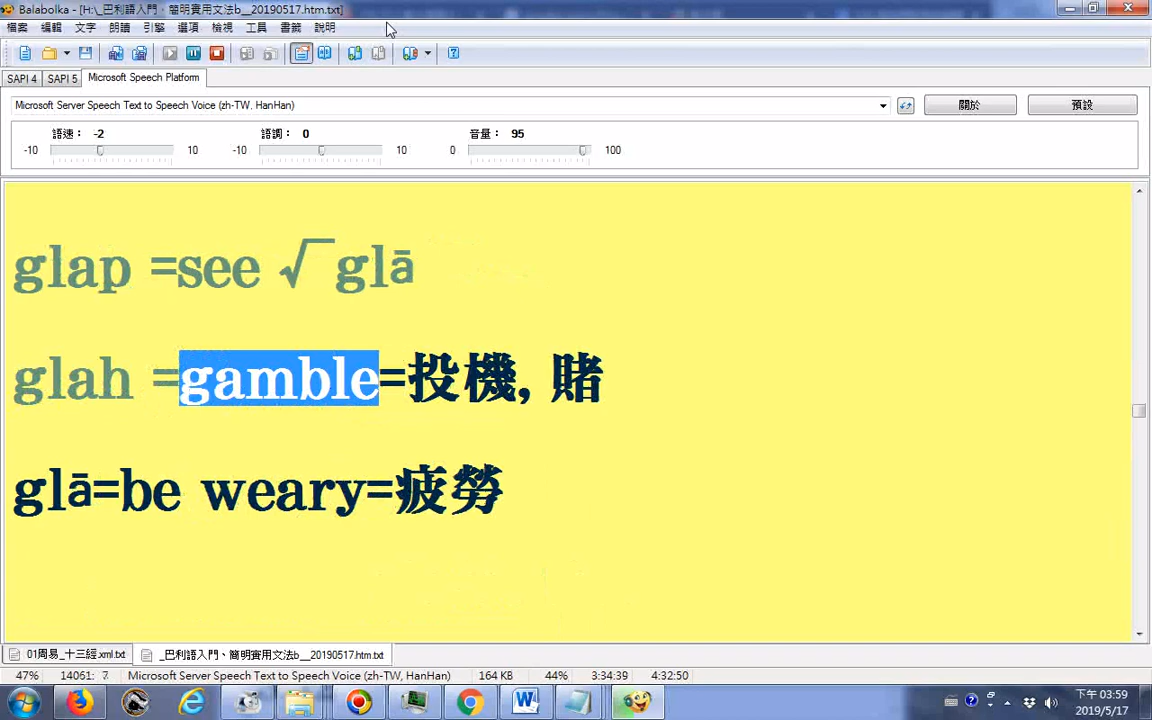 Balabolka - [H:\_巴利語入門、簡明實用文法b__20190517.htm.txt]
檔案 編輯 文字 朗讀 引擎 選項 檢視 工具 書籤 說明
SAPI 4 SAPI 5 Microsoft Speech Platform
Microsoft Server Speech Text to Speech Voice (zh-TW, HanHan) 關於 預設
語速： -2 語調： 0 音量： 95
-10 10 -10 10 0 100
glap =see √glā
glah =gamble=投機, 賭
glā=be weary=疲勞
01周易_十三經.xml.txt _巴利語入門、簡明實用文法b__20190517.htm.txt
47% 14061: 7 Microsoft Server Speech Text to Speech Voice (zh-TW, HanHan) 164 KB 44% 3:34:39 4:32:50
下午 03:59
2019/5/17